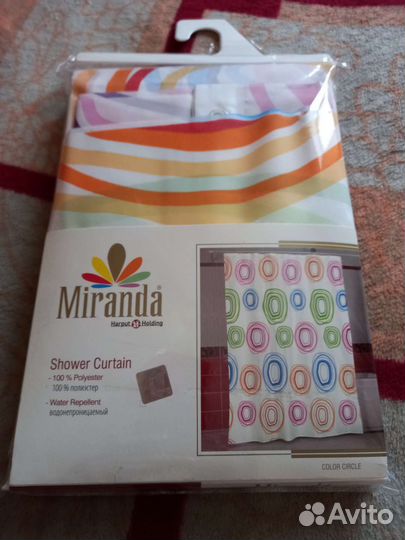 Miranda®
Harput Holding
Shower Curtain
- 100 % Polyester
100 % полиэстер
- Water Repellent
водонепроницаемый
COLOR CIRCLE
Avito